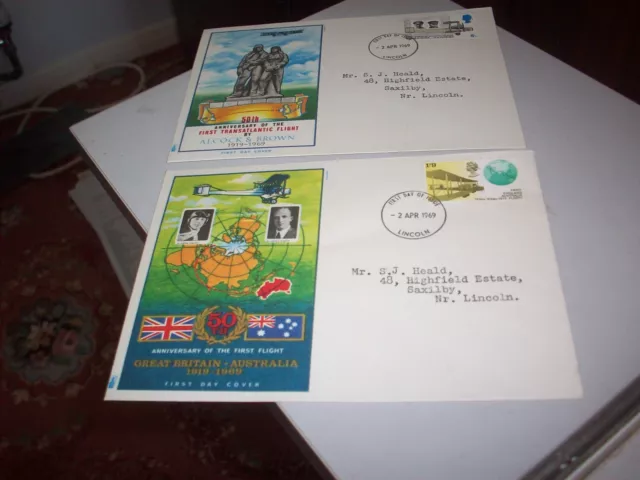 50th
ANNIVERSARY OF THE
FIRST TRANSATLANTIC FLIGHT
BY
ALCOCK & BROWN
1919-1969
FIRST DAY COVER
FIRST DAY OF ISSUE
- 2 APR 1969
LINCOLN
Mr. S. J. Heald,
48, Highfield Estate,
Saxilby,
Nr. Lincoln.
50
ANNIVERSARY OF THE FIRST FLIGHT
GREAT BRITAIN - AUSTRALIA
1919-1969
FIRST DAY COVER
FIRST DAY OF ISSUE
- 2 APR 1969
LINCOLN
1'9
Mr. S.J. Heald,
48, Highfield Estate,
Saxilby,
Nr. Lincoln.